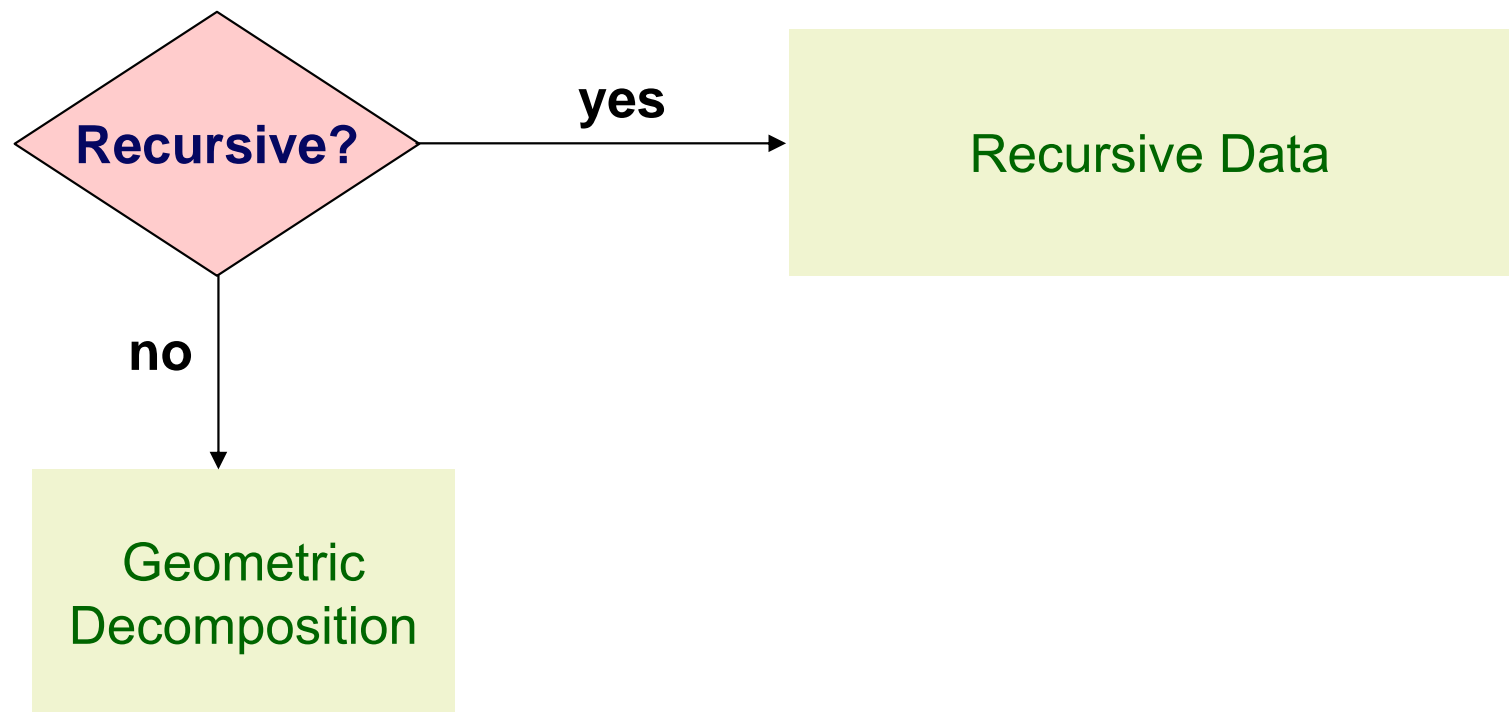 yes
Recursive?
Recursive Data
no
Geometric
Decomposition